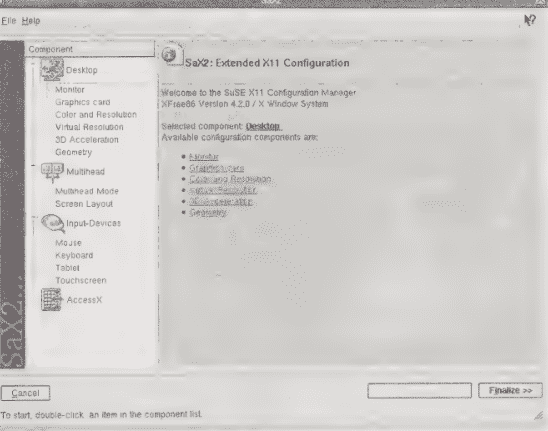 File Help
Component
Desktop
Monitor
Graphics card
Color and Resolution
Virtual Resolution
3D Acceleration
Geometry
Multihead
Multihead Mode
Screen Layout
Input-Devices
Mouse
Keyboard
Tablet
Touchscreen
AccessX
SaX2...
SaX2: Extended X11 Configuration
Welcome to the SuSE X11 Configuration Manager
XFree86 Version 4.2.0 / X Window System
Selected component: Desktop
Available configuration components are:
• Monitor
• Graphics card
• Color and Resolution
• Virtual Resolution
• 3D Acceleration
• Geometry
Cancel
Finalize >>
To start, double-click an item in the component list.